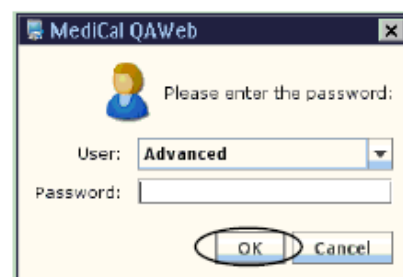 MediCal QAWeb
Please enter the password:
User: Advanced
Password:
OK Cancel